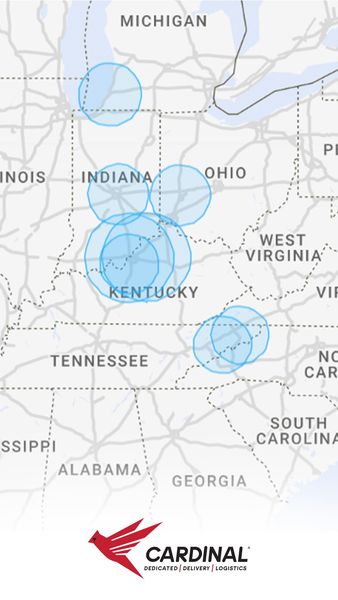 MICHIGAN
INOIS
INDIANA
OHIO
PE
WEST
VIRGINIA
KENTUCKY
VIR
TENNESSEE
NO
CAR
SOUTH
CAROLINA
SSIPPI
ALABAMA
GEORGIA
CARDINAL®
DEDICATED | DELIVERY | LOGISTICS